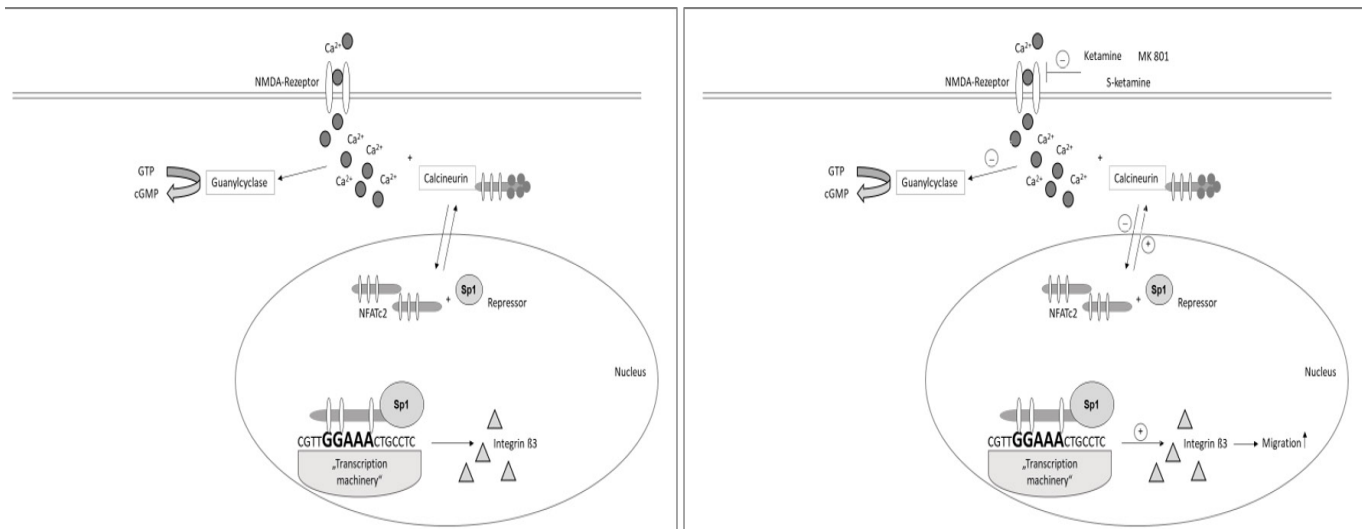 Ca²⁺
NMDA-Rezeptor
Ca²⁺
Ca²⁺
+
GTP
cGMP
Guanylcyclase
Ca²⁺
Ca²⁺
Calcineurin
Sp1
+
Repressor
NFATc2
Nucleus
Sp1
CGTTGGAAACTGCCTC
Integrin ß3
„Transcription
machinery“
Ca²⁺
−
Ketamine MK 801
NMDA-Rezeptor
S-ketamine
Ca²⁺
−
Ca²⁺
+
GTP
cGMP
Guanylcyclase
Ca²⁺
Ca²⁺
Calcineurin
−
+
Sp1
+
Repressor
NFATc2
Nucleus
Sp1
+
CGTTGGAAACTGCCTC
Integrin ß3
Migration
„Transcription
machinery“